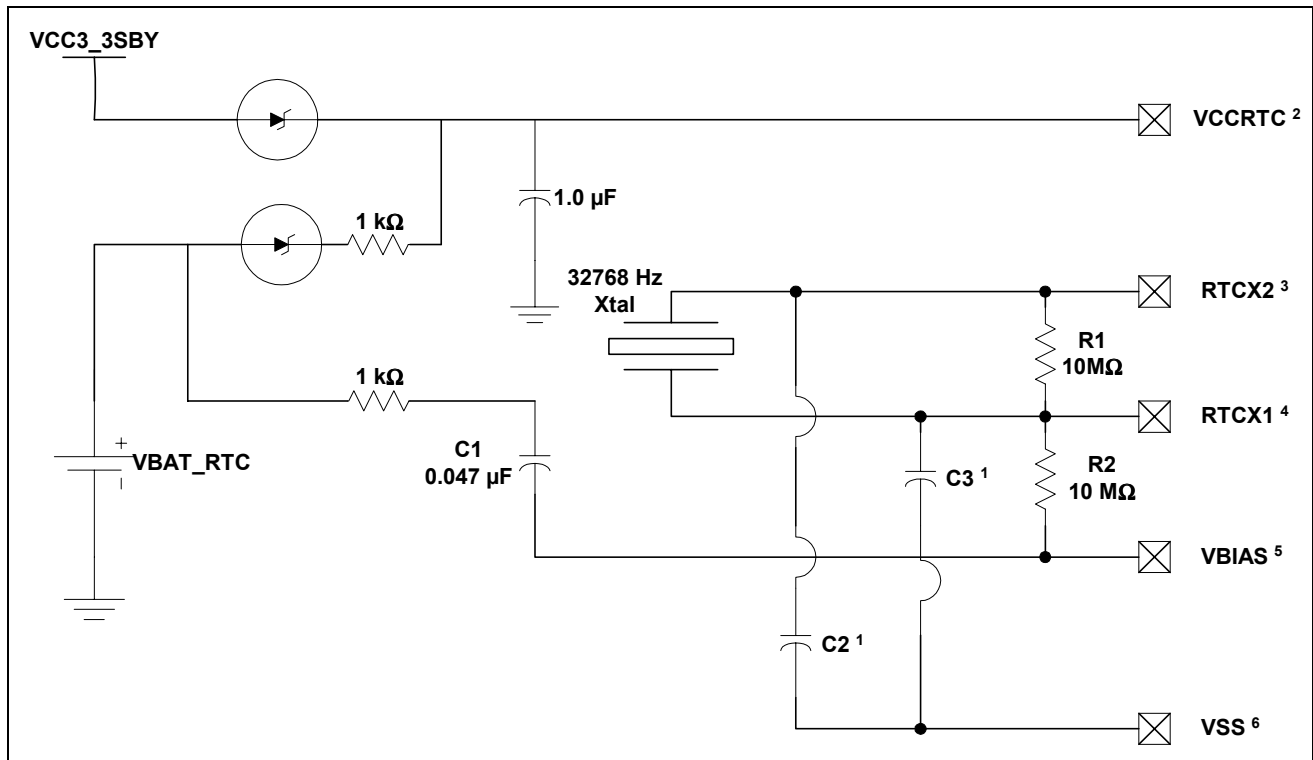 VCC3_3SBY
VCCRTC 2
1.0 µF
1 kΩ
32768 Hz
Xtal
RTCX2 3
R1
10MΩ
1 kΩ
RTCX1 4
C1
0.047 µF
+
VBAT_RTC
–
C3 1
R2
10 MΩ
VBIAS 5
C2 1
VSS 6